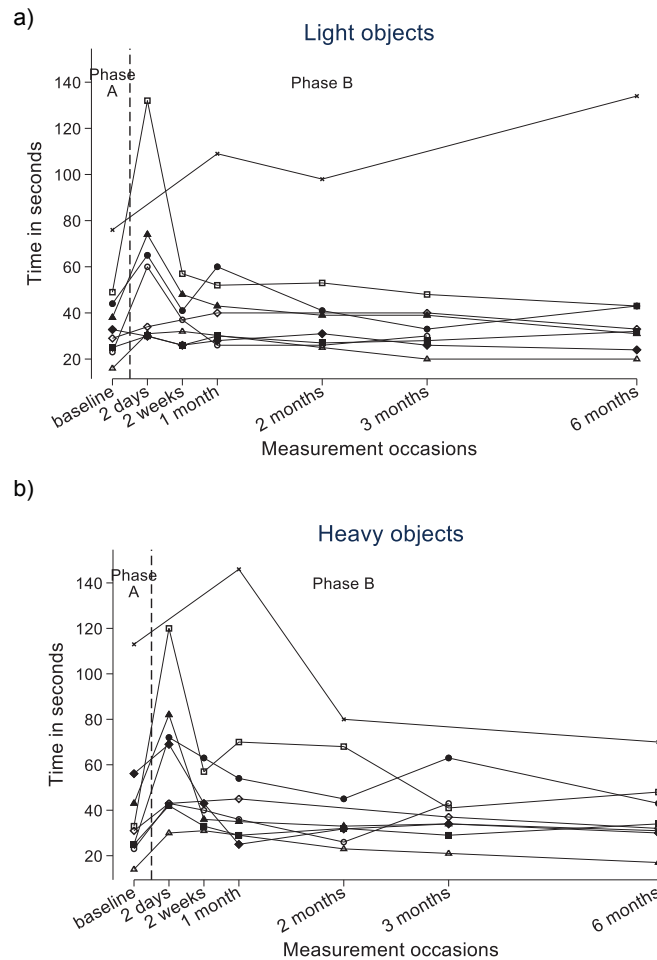 a)
Light objects
Phase
A
Phase B
140
120
100
80
60
40
20
Time in seconds
baseline
2 days
2 weeks
1 month
2 months
3 months
6 months
Measurement occasions
b)
Heavy objects
Phase
A
Phase B
140
120
100
80
60
40
20
Time in seconds
baseline
2 days
2 weeks
1 month
2 months
3 months
6 months
Measurement occasions